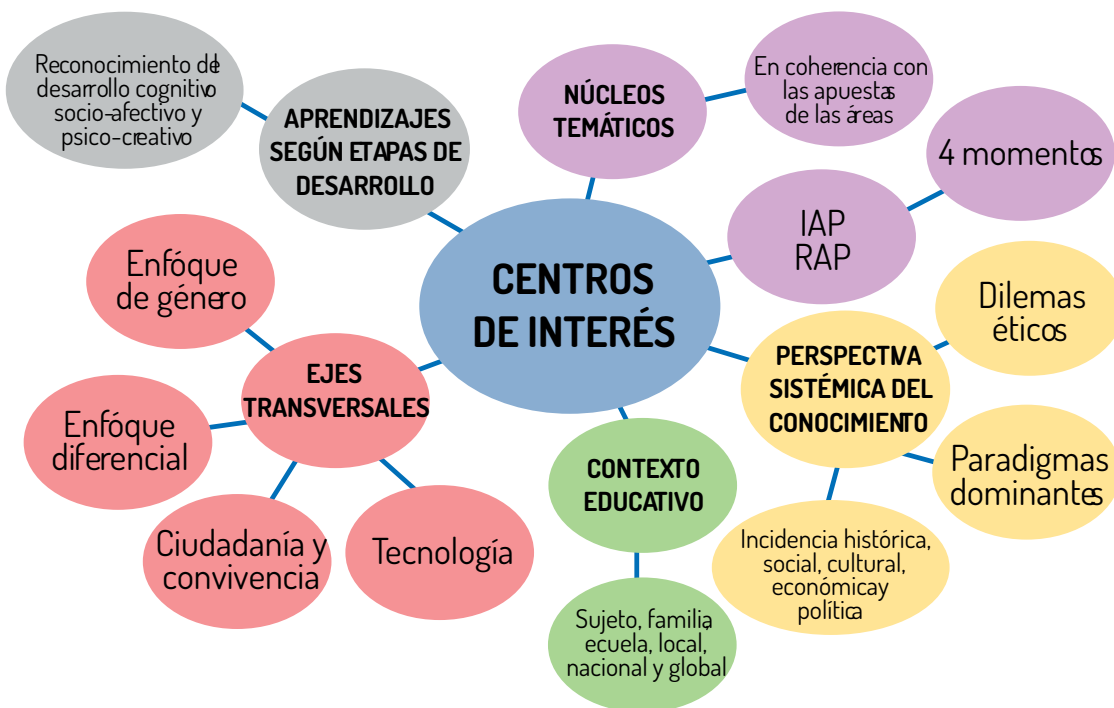 Reconocimiento del
desarrollo cognitivo
socio-afectivo y
psico-creativo
APRENDIZAJES
SEGÚN ETAPAS DE
DESARROLLO
NÚCLEOS
TEMÁTICOS
En coherencia con
las apuestas
de las áreas
4 momentos
IAP
RAP
CENTROS
DE INTERÉS
Enfóque
de género
EJES
TRANSVERSALES
Enfóque
diferencial
Ciudadanía y
convivencia
Tecnología
CONTEXTO
EDUCATIVO
Sujeto, familia,
ecuela, local,
nacional y global
PERSPECTIVA
SISTÉMICA DEL
CONOCIMIENTO
Dilemas
éticos
Paradigmas
dominantes
Incidencia histórica,
social, cultural,
económicay
política